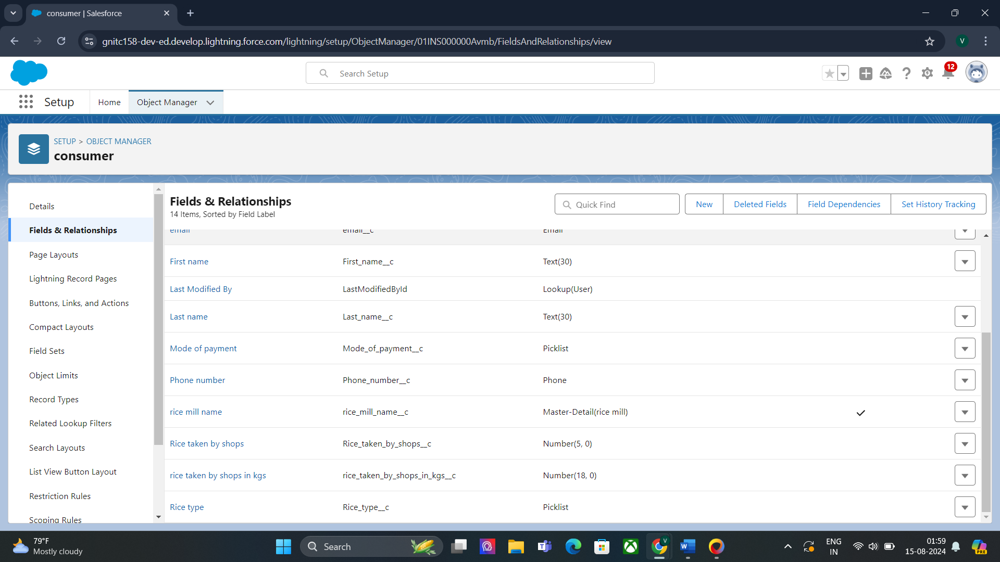 consumer | Salesforce
gnitc158-dev-ed.develop.lightning.force.com/lightning/setup/ObjectManager/01INS000000Avmb/FieldsAndRelationships/view
V
Search Setup
12
Setup
Home
Object Manager
SETUP > OBJECT MANAGER
consumer
Details
Fields & Relationships
Page Layouts
Lightning Record Pages
Buttons, Links, and Actions
Compact Layouts
Field Sets
Object Limits
Record Types
Related Lookup Filters
Search Layouts
List View Button Layout
Restriction Rules
Scoping Rules
Fields & Relationships
14 Items, Sorted by Field Label
Quick Find
New
Deleted Fields
Field Dependencies
Set History Tracking
email email__c Email
First name First_name__c Text(30)
Last Modified By LastModifiedById Lookup(User)
Last name Last_name__c Text(30)
Mode of payment Mode_of_payment__c Picklist
Phone number Phone_number__c Phone
rice mill name rice_mill_name__c Master-Detail(rice mill)
Rice taken by shops Rice_taken_by_shops__c Number(5, 0)
rice taken by shops in kgs rice_taken_by_shops_in_kgs__c Number(18, 0)
Rice type Rice_type__c Picklist
79°F
Mostly cloudy
Search
V
ENG
IN
01:59
15-08-2024
PRE